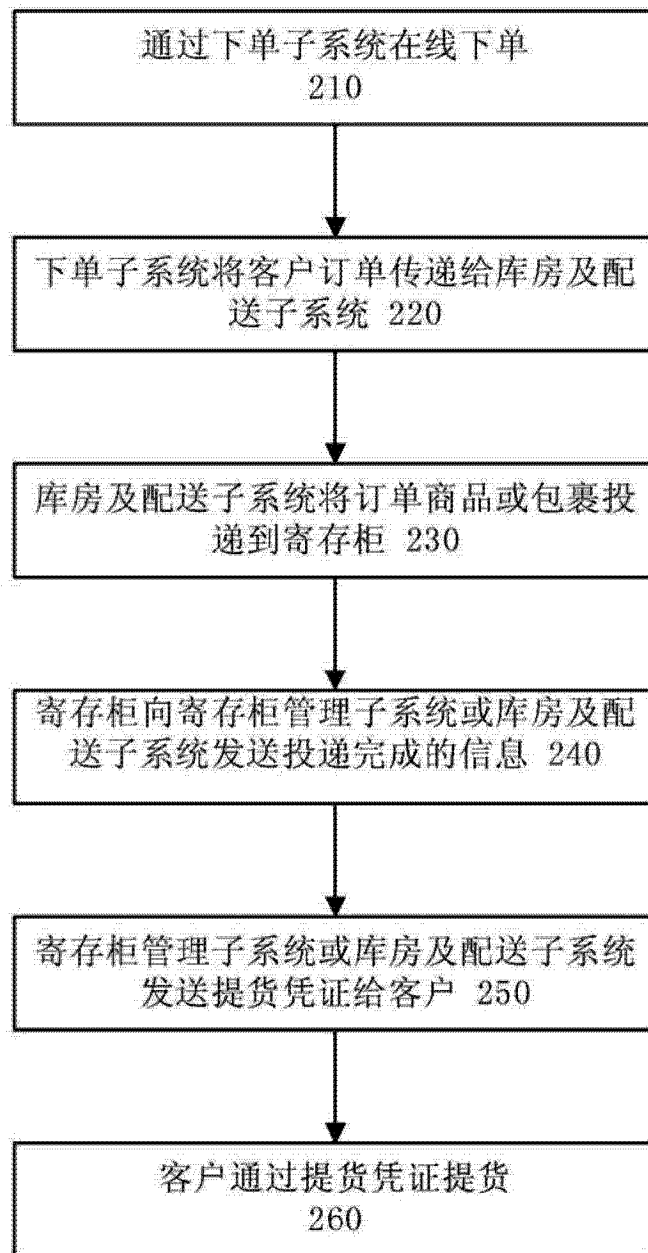 通过下单子系统在线下单
210
下单子系统将客户订单传递给库房及配
送子系统 220
库房及配送子系统将订单商品或包裹投
递到寄存柜 230
寄存柜向寄存柜管理子系统或库房及配
送子系统发送投递完成的信息 240
寄存柜管理子系统或库房及配送子系统
发送提货凭证给客户 250
客户通过提货凭证提货
260